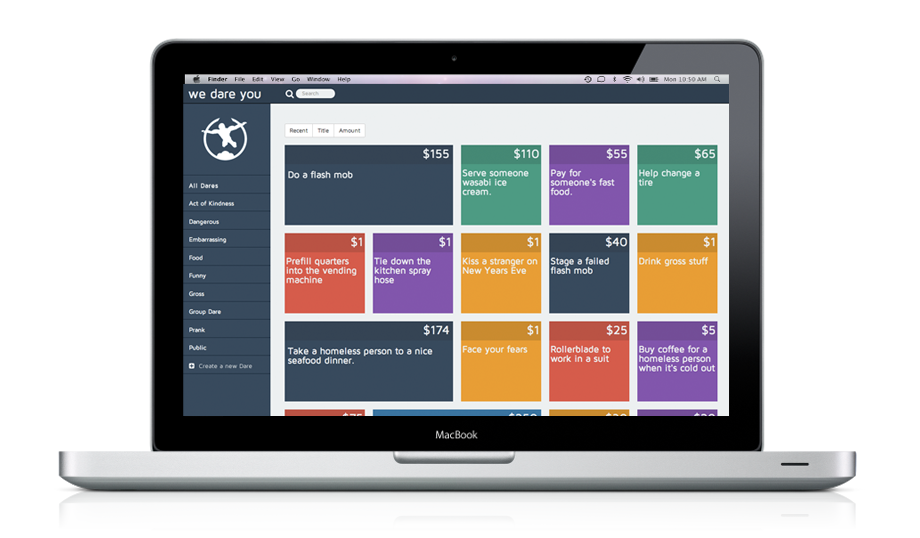 Finder File Edit View Go Window Help
Mon 10:50 AM
we dare you
Search
All Dares
Act of Kindness
Dangerous
Embarrassing
Food
Funny
Gross
Group Dare
Prank
Public
Create a new Dare
Recent Title Amount
$155
Do a flash mob
$110
Serve someone
wasabi ice
cream.
$55
Pay for
someone's fast
food.
$65
Help change a
tire
$1
Prefill quarters
into the vending
machine
$1
Tie down the
kitchen spray
hose
$1
Kiss a stranger on
New Years Eve
$40
Stage a failed
flash mob
$1
Drink gross stuff
$174
Take a homeless person to a nice
seafood dinner.
$1
Face your fears
$25
Rollerblade to
work in a suit
$5
Buy coffee for a
homeless person
when it's cold out
MacBook